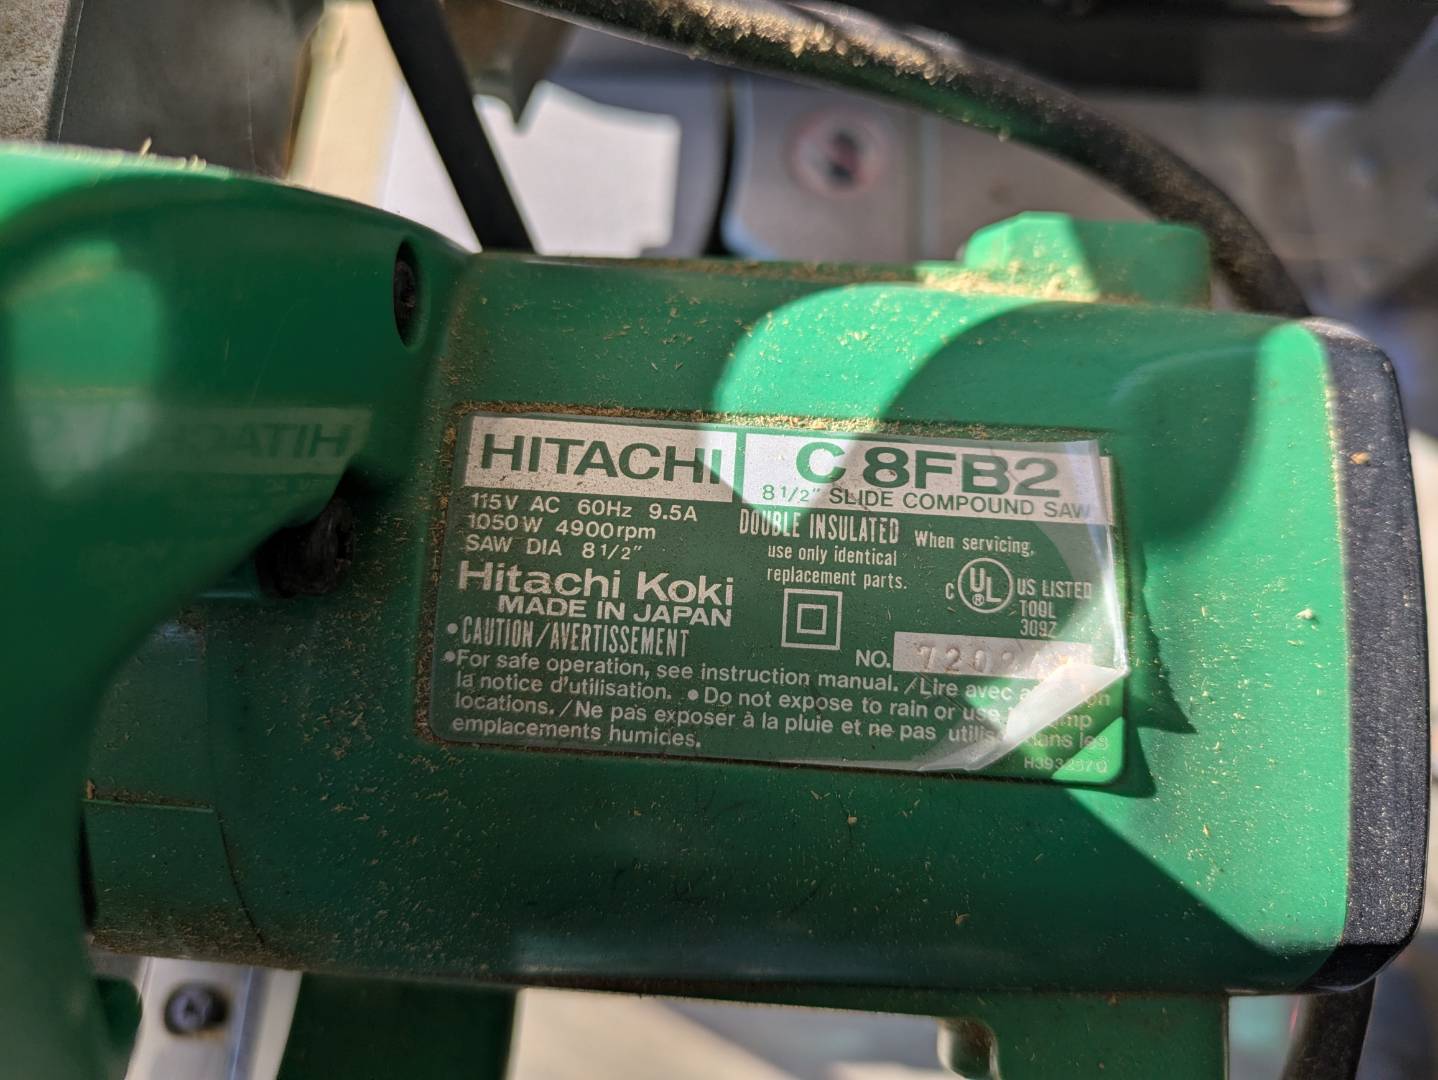 HITACHI
C 8FB2
8 1/2" SLIDE COMPOUND SAW
115V AC 60Hz 9.5A
1050W 4900rpm
SAW DIA 8 1/2"
Hitachi Koki
MADE IN JAPAN
DOUBLE INSULATED When servicing,
use only identical
replacement parts.
C UL ® US LISTED
TOOL
309Z
NO.
•CAUTION/AVERTISSEMENT
•For safe operation, see instruction manual. /Lire avec
la notice d'utilisation. •Do not expose to rain or use
locations. /Ne pas exposer à la pluie et ne pas dans les
emplacements humides.